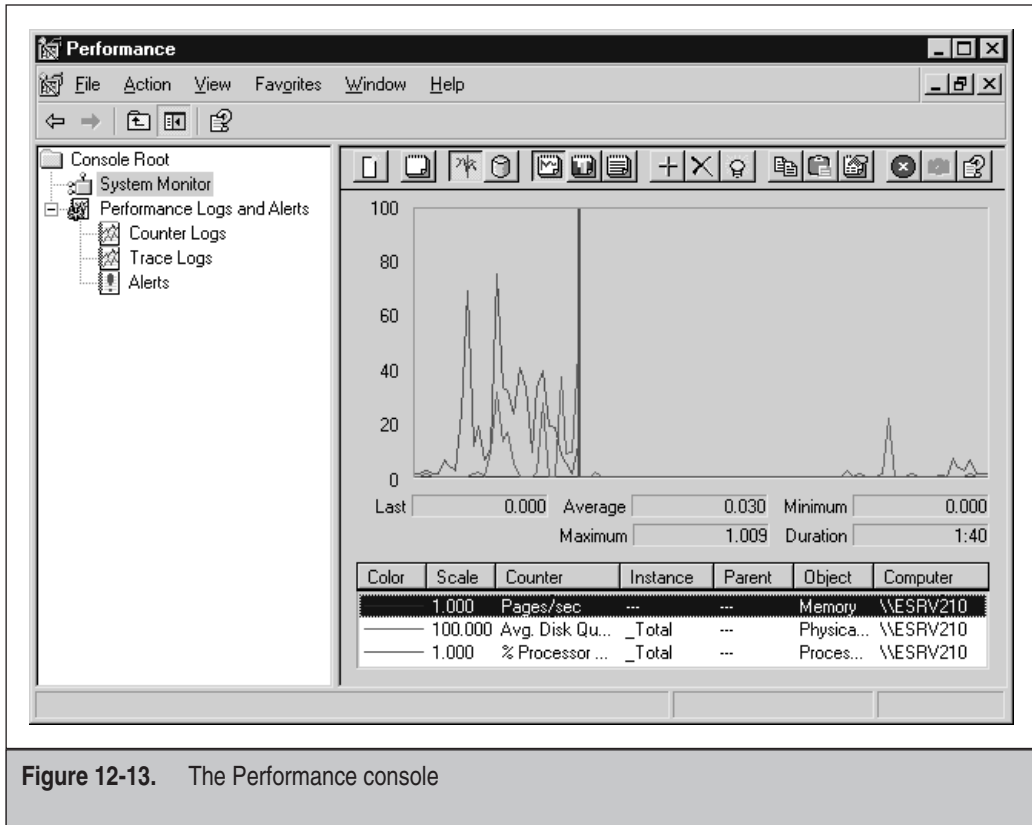 Performance
File Action View Favorites Window Help
Console Root
System Monitor
Performance Logs and Alerts
Counter Logs
Trace Logs
Alerts
100
80
60
40
20
0
Last 0.000 Average 0.030 Minimum 0.000
Maximum 1.009 Duration 1:40
Color Scale Counter Instance Parent Object Computer
1.000 Pages/sec --- --- Memory \\ESRV210
100.000 Avg. Disk Qu... _Total --- Physica... \\ESRV210
1.000 % Processor ... _Total --- Proces... \\ESRV210
Figure 12-13. The Performance console